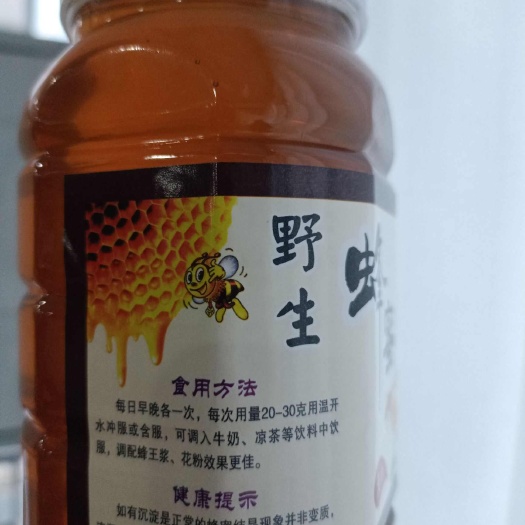 野生
蜂
食用方法
每日早晚各一次，每次用量20-30克用温开
水冲服或含服，可调入牛奶、凉茶等饮料中饮
服，调配蜂王浆、花粉效果更佳。
健康提示
如有沉淀是正常的蜂蜜结晶现象并非变质，